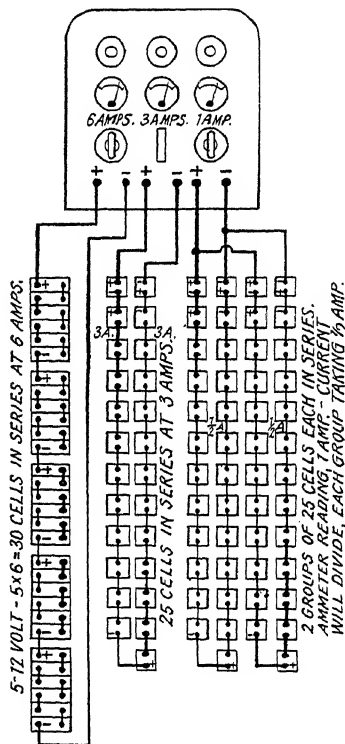 6 AMPS. 3 AMPS. 1 AMP.
+ - + - + -
5-12 VOLT - 5x6=30 CELLS IN SERIES AT 6 AMPS.
3A. 3A.
25 CELLS IN SERIES AT 3 AMPS.
½A ½A
2 GROUPS OF 25 CELLS EACH IN SERIES.
AMMETER READING, 1 AMP. CURRENT
WILL DIVIDE, EACH GROUP TAKING ½ AMP.